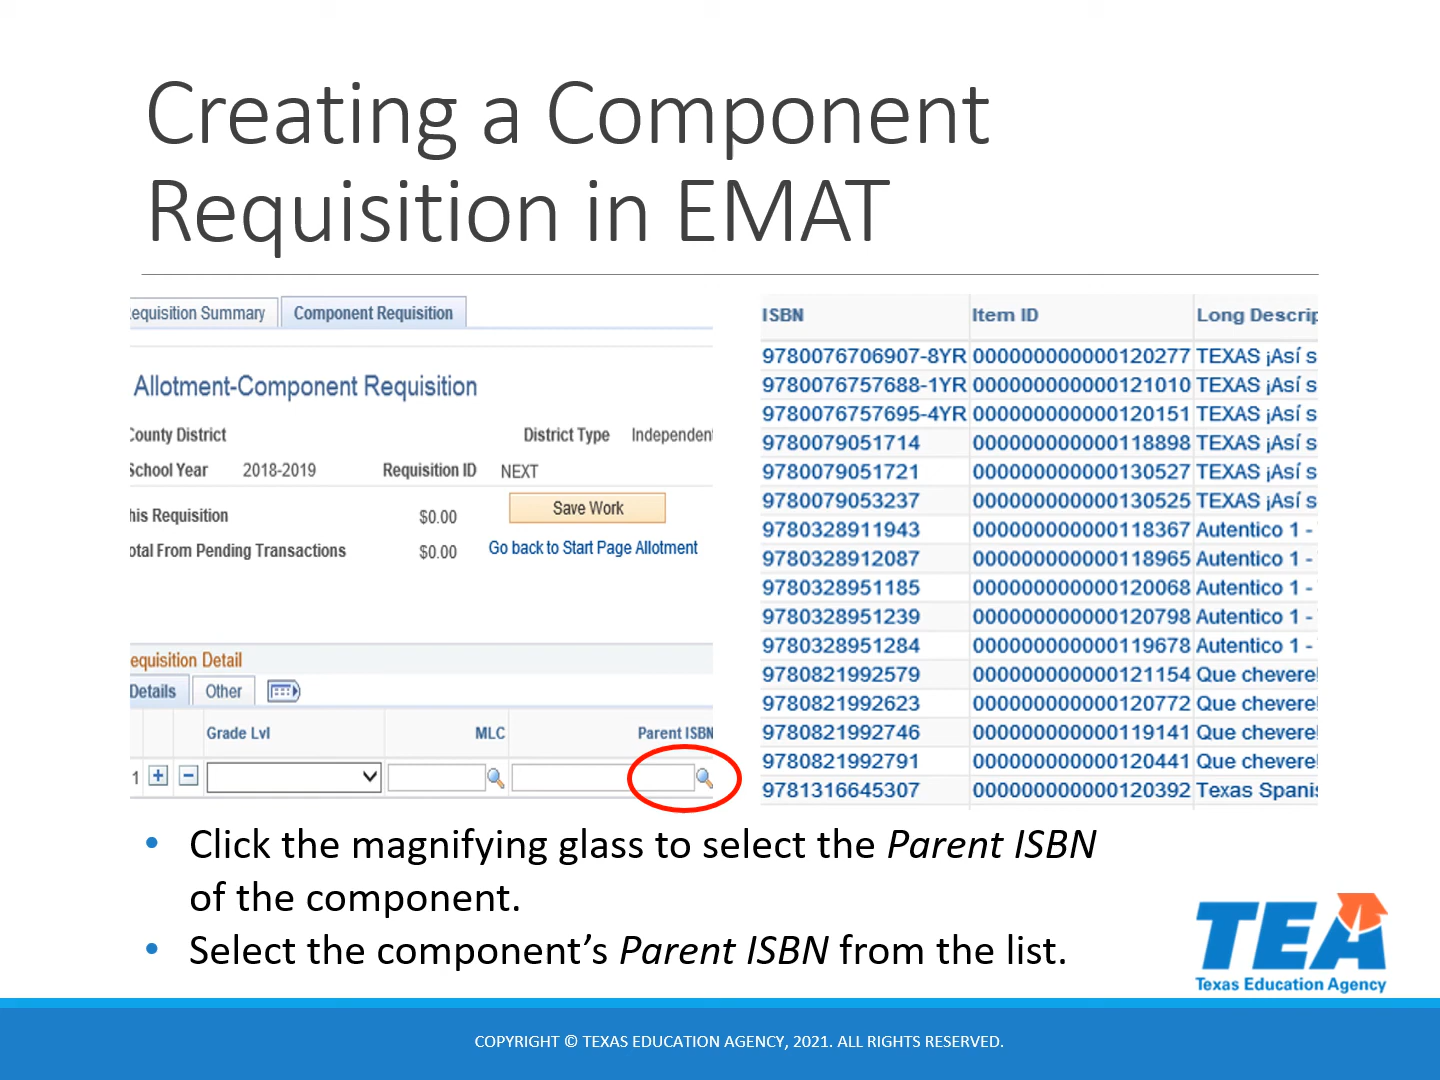 Creating a Component
Requisition in EMAT
equisition Summary
Component Requisition
Allotment-Component Requisition
County District
District Type Independent
School Year 2018-2019 Requisition ID NEXT
his Requisition $0.00 Save Work
otal From Pending Transactions $0.00 Go back to Start Page Allotment
equisition Detail
Details Other
Grade Lvl MLC Parent ISBN
1
ISBN Item ID Long Descrip
9780076706907-8YR 000000000000120277 TEXAS ¡Así s
9780076757688-1YR 000000000000121010 TEXAS ¡Así s
9780076757695-4YR 000000000000120151 TEXAS ¡Así s
9780079051714 000000000000118898 TEXAS ¡Así s
9780079051721 000000000000130527 TEXAS ¡Así s
9780079053237 000000000000130525 TEXAS ¡Así s
9780328911943 000000000000118367 Autentico 1 -
9780328912087 000000000000118965 Autentico 1 -
9780328951185 000000000000120068 Autentico 1 -
9780328951239 000000000000120798 Autentico 1 -
9780328951284 000000000000119678 Autentico 1 -
9780821992579 000000000000121154 Que chevere!
9780821992623 000000000000120772 Que chevere!
9780821992746 000000000000119141 Que chevere!
9780821992791 000000000000120441 Que chevere!
9781316645307 000000000000120392 Texas Spanis
• Click the magnifying glass to select the Parent ISBN
of the component.
• Select the component’s Parent ISBN from the list.
TEA
Texas Education Agency
COPYRIGHT © TEXAS EDUCATION AGENCY, 2021. ALL RIGHTS RESERVED.